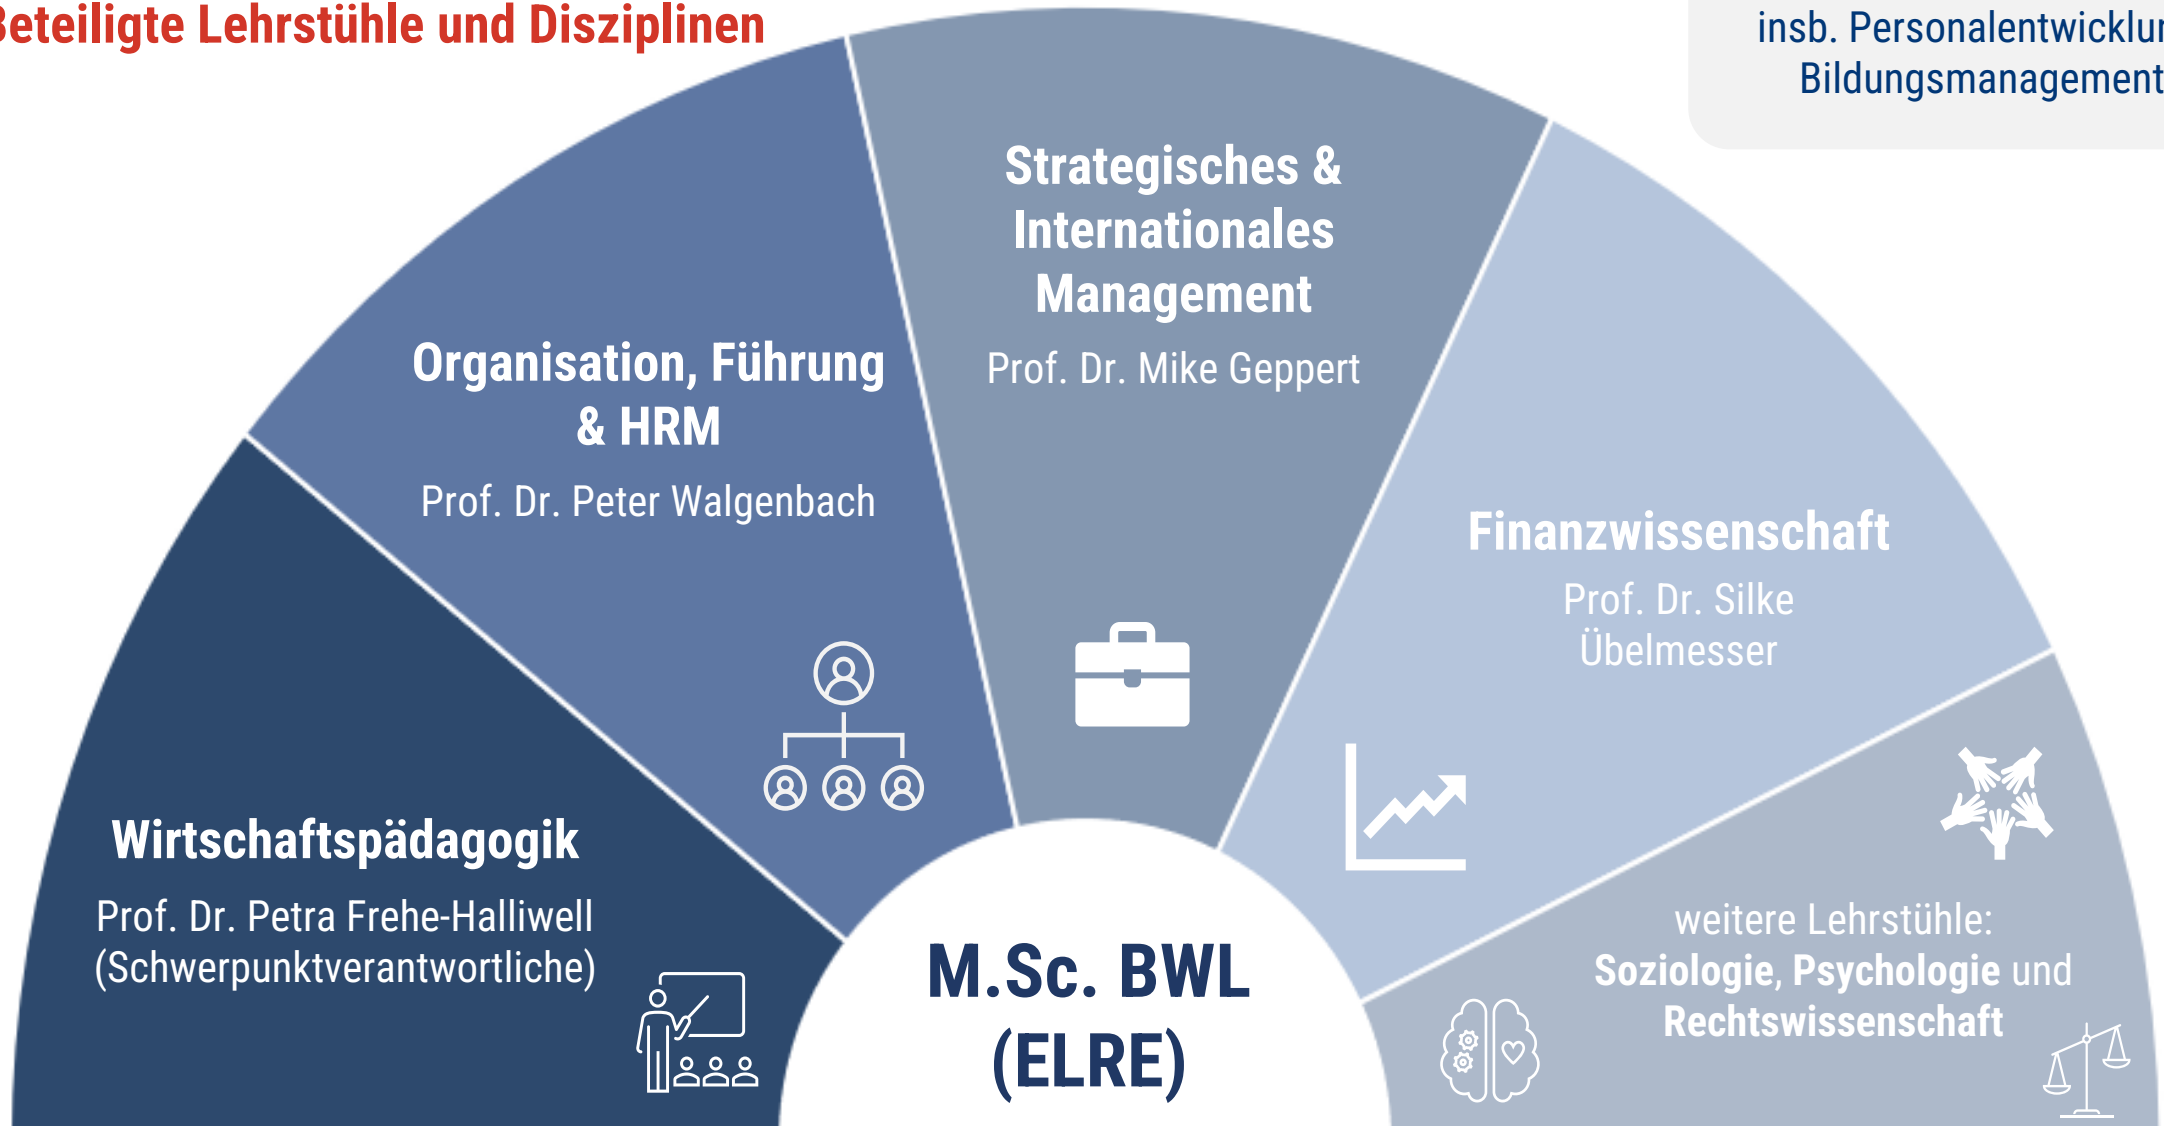 Beteiligte Lehrstühle und Disziplinen
insb. Personalentwicklun
Bildungsmanagement
Strategisches &
Internationales
Management
Prof. Dr. Mike Geppert
Organisation, Führung
& HRM
Prof. Dr. Peter Walgenbach
Finanzwissenschaft
Prof. Dr. Silke
Übelmesser
Wirtschaftspädagogik
Prof. Dr. Petra Frehe-Halliwell
(Schwerpunktverantwortliche)
weitere Lehrstühle:
Soziologie, Psychologie und
Rechtswissenschaft
M.Sc. BWL
(ELRE)